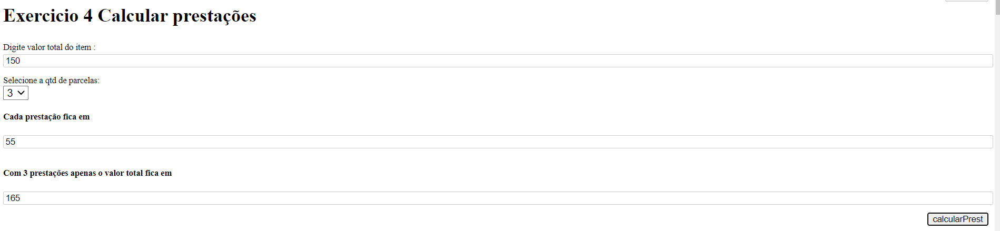 Exercicio 4 Calcular prestações
Digite valor total do item :
150
Selecione a qtd de parcelas:
3
Cada prestação fica em
55
Com 3 prestações apenas o valor total fica em
165
calcularPrest